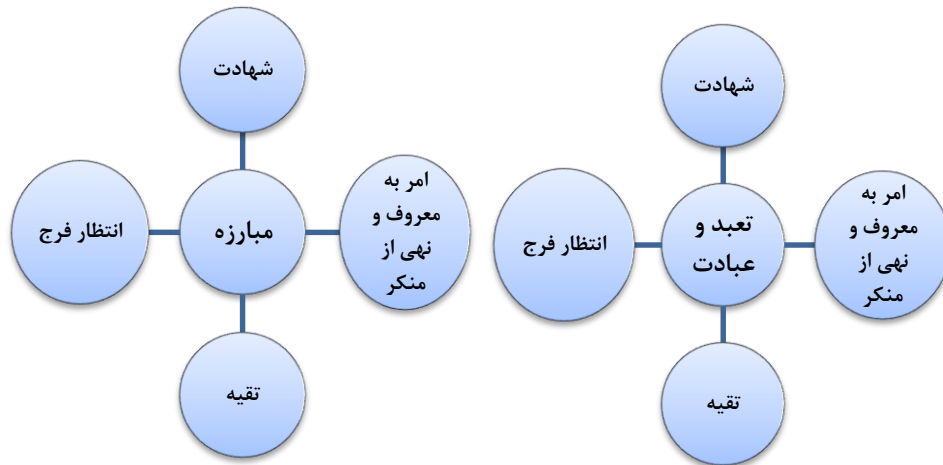 شهادت
امر به
معروف و
نهی از
منکر
تعبد و
عبادت
انتظار فرج
تقیه
شهادت
امر به
معروف و
نهی از
منکر
مبارزه
انتظار فرج
تقیه